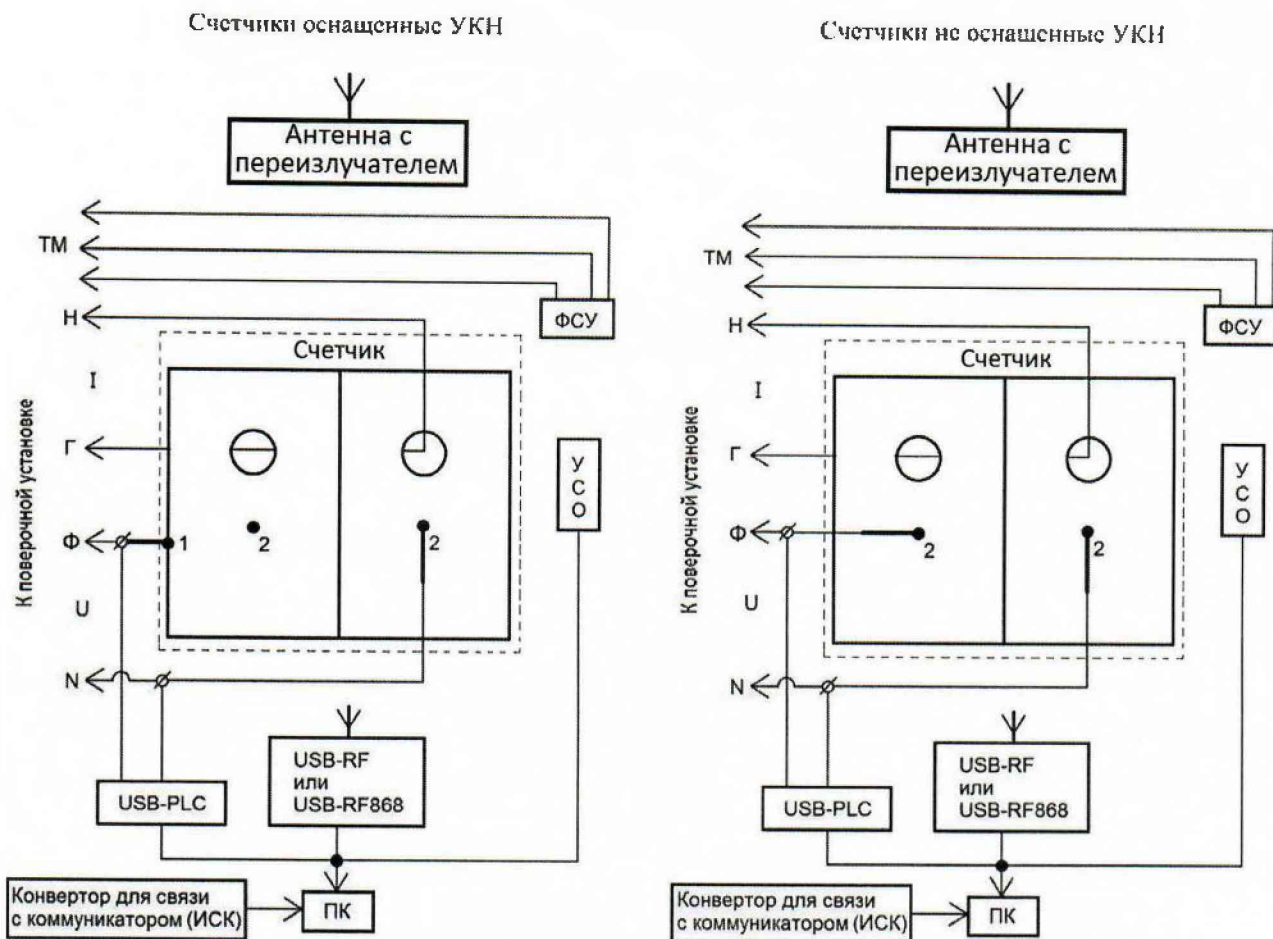 Счетчики оснащенные УКН
Антенна с
переизлучателем
ТМ
ФСУ
Н
Счетчик
I
Г
К поверочной установке
У
С
О
Ф
1
2
2
U
N
USB-RF
или
USB-RF868
USB-PLC
Конвертор для связи
с коммуникатором (ИСК)
ПК
Счетчики не оснащенные УКН
Антенна с
переизлучателем
ТМ
ФСУ
Н
Счетчик
I
Г
К поверочной установке
У
С
О
Ф
2
2
U
N
USB-RF
или
USB-RF868
USB-PLC
Конвертор для связи
с коммуникатором (ИСК)
ПК